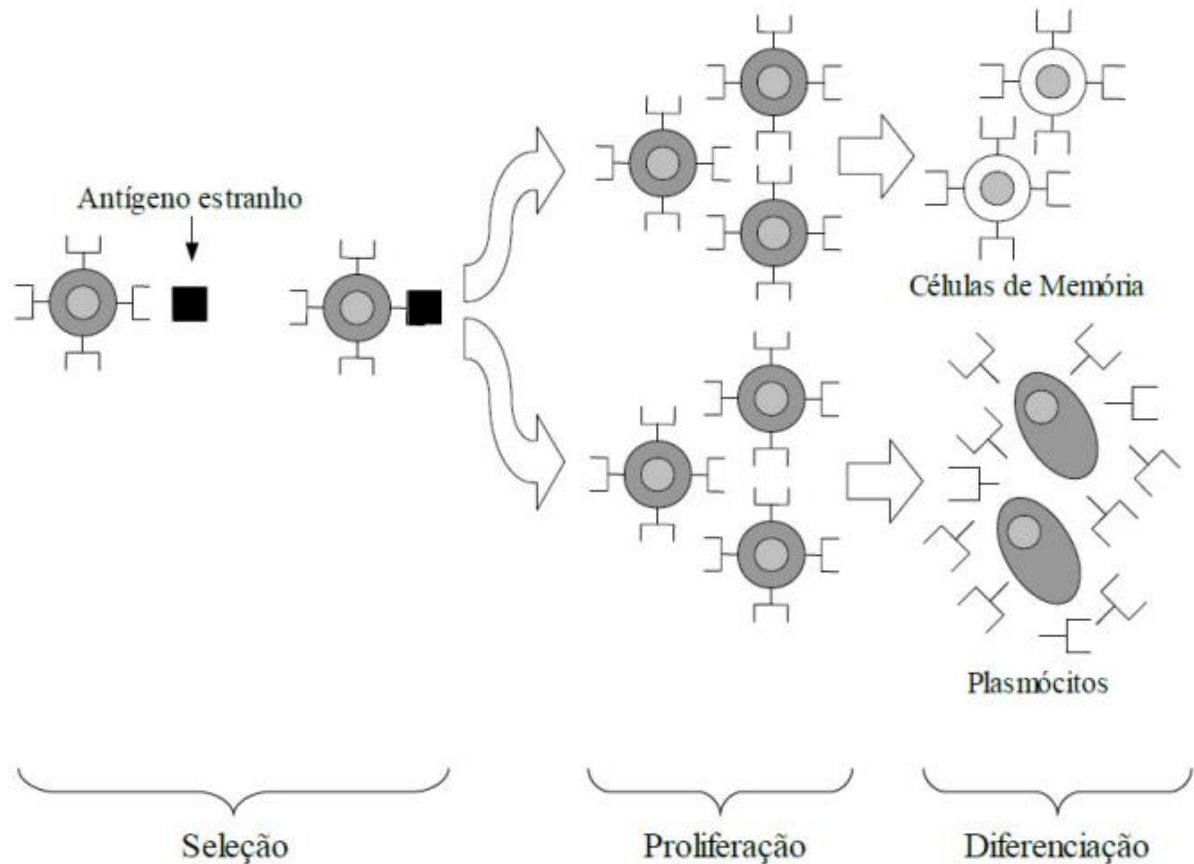 Antígeno estranho
Células de Memória
Plasmócitos
Seleção
Proliferação
Diferenciação